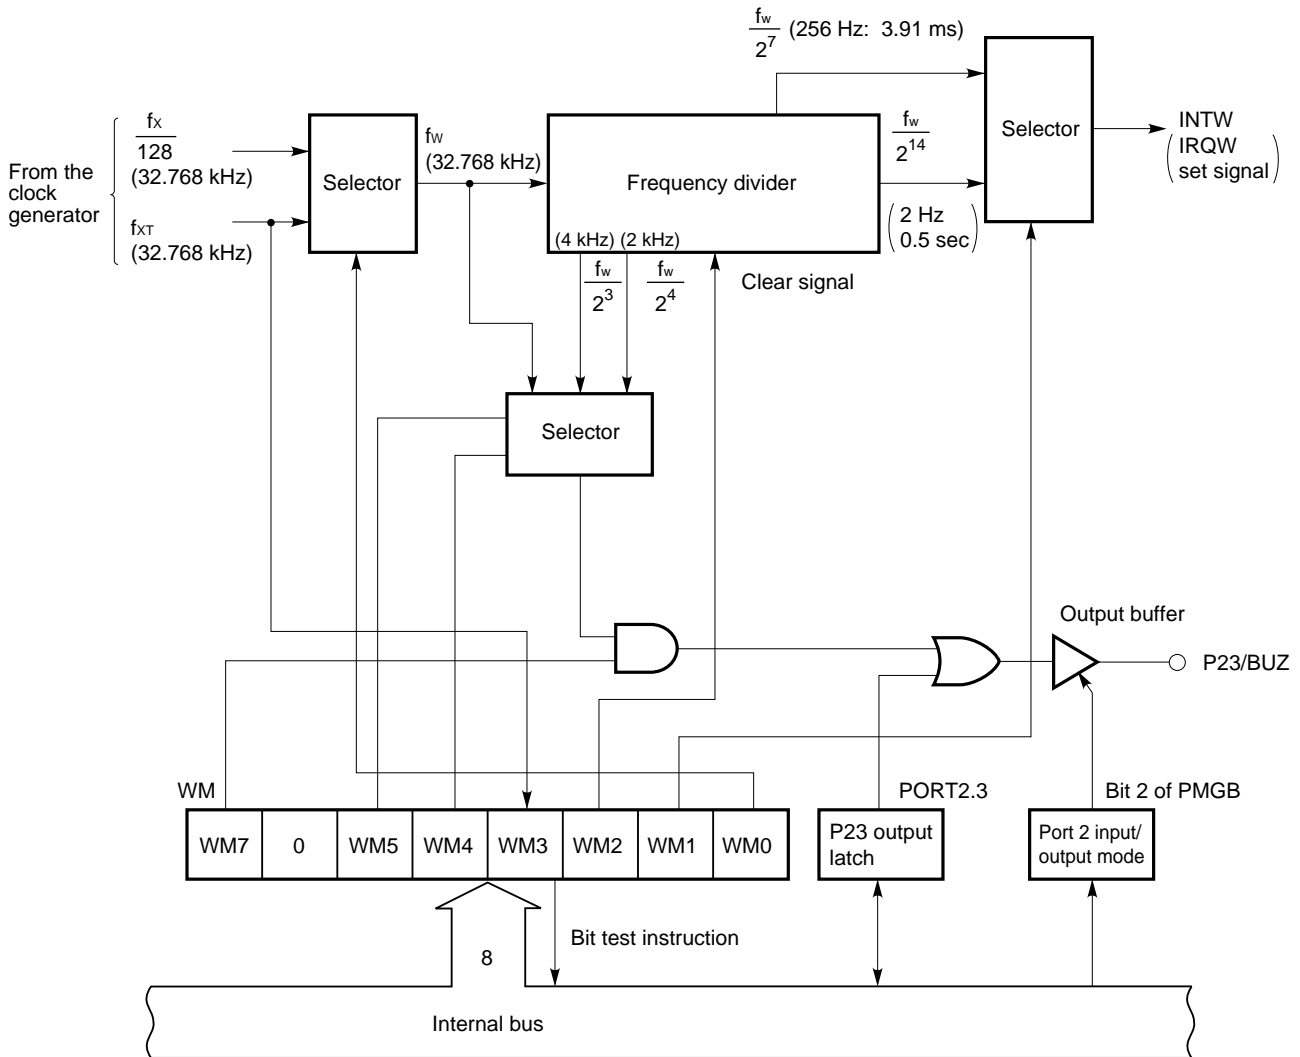 fw
2^7 (256 Hz: 3.91 ms)
From the
clock
generator
fX
128
(32.768 kHz)
fXT
(32.768 kHz)
Selector
fW
(32.768 kHz)
Frequency divider
(4 kHz) (2 kHz)
fw
2^14
(2 Hz
0.5 sec)
Selector
INTW
(IRQW
set signal)
fw
2^3
fw
2^4
Clear signal
Selector
Output buffer
P23/BUZ
WM
WM7 0 WM5 WM4 WM3 WM2 WM1 WM0
PORT2.3
P23 output
latch
Bit 2 of PMGB
Port 2 input/
output mode
8
Bit test instruction
Internal bus